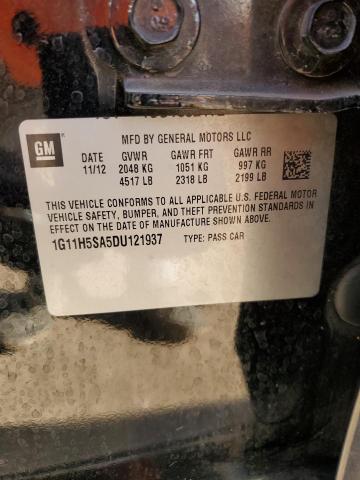 GM
MFD BY GENERAL MOTORS LLC
DATE GVWR GAWR FRT GAWR RR
11/12 2048 KG 1051 KG 997 KG
4517 LB 2318 LB 2199 LB
THIS VEHICLE CONFORMS TO ALL APPLICABLE U.S. FEDERAL MOTOR
VEHICLE SAFETY, BUMPER, AND THEFT PREVENTION STANDARDS IN
EFFECT ON THE DATE OF MANUFACTURE SHOWN ABOVE.
1G11H5SA5DU121937 TYPE: PASS CAR